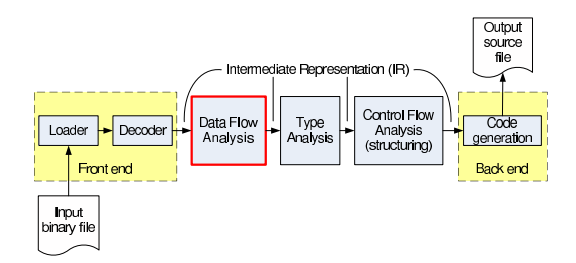 Output
source
file
Intermediate Representation (IR)
Loader
Decoder
Data Flow
Analysis
Type
Analysis
Control Flow
Analysis
(structuring)
Code
generation
Front end
Back end
Input
binary file